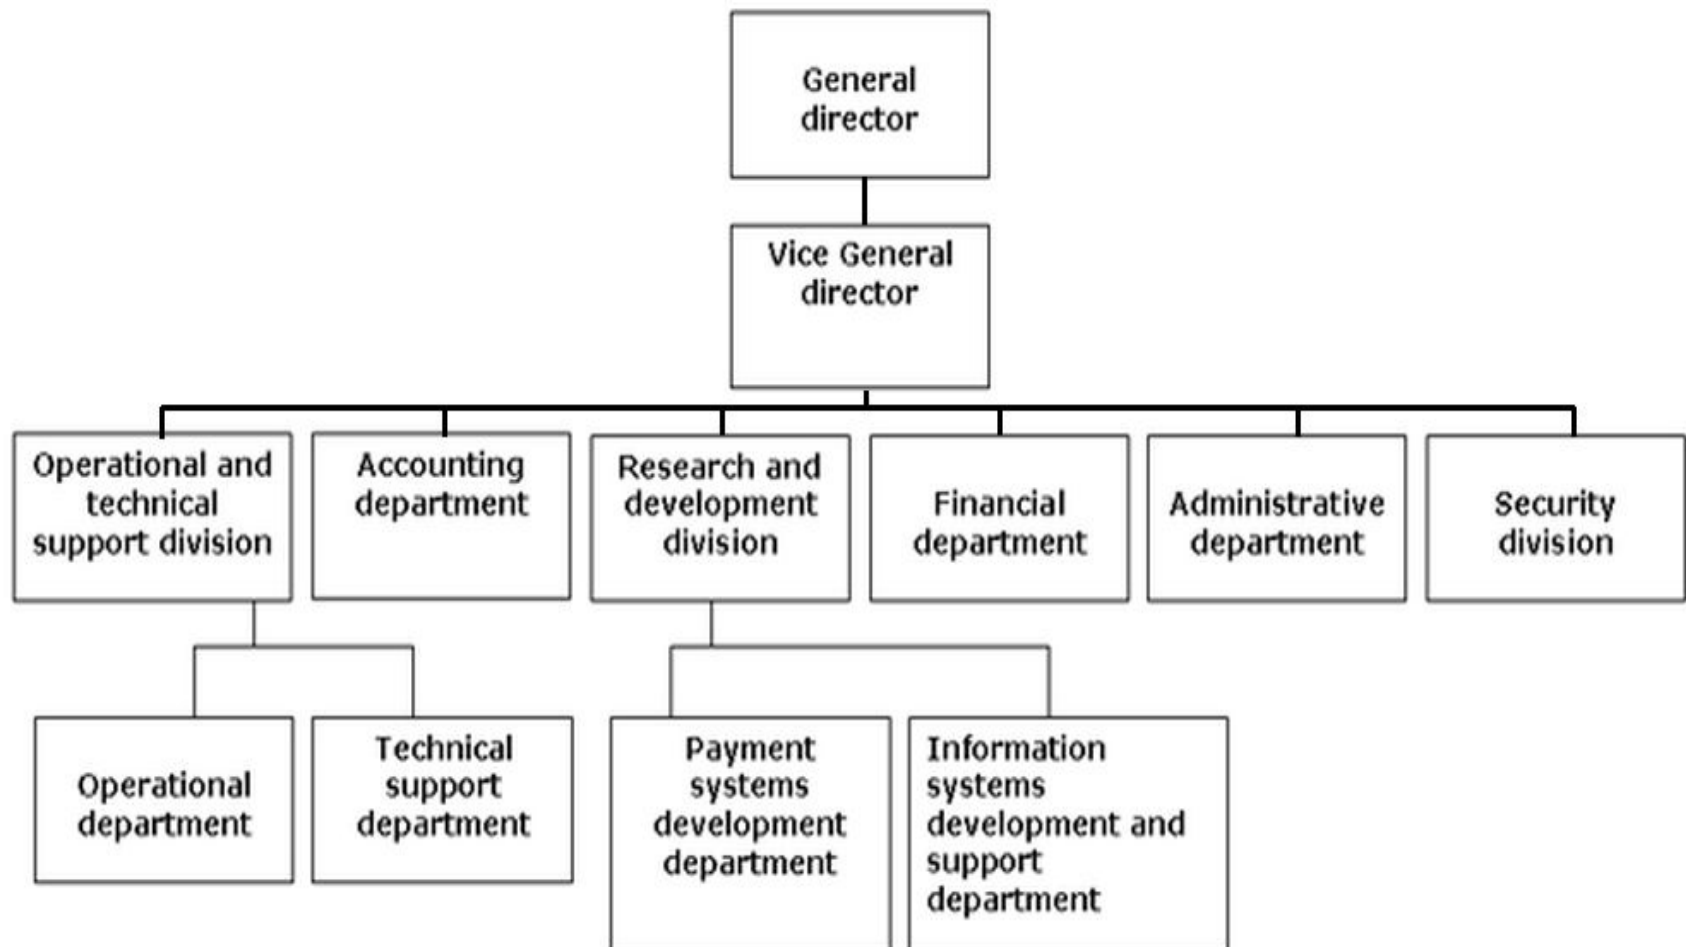 General
director
Vice General
director
Operational and
technical
support division
Accounting
department
Research and
development
division
Financial
department
Administrative
department
Security
division
Operational
department
Technical
support
department
Payment
systems
development
department
Information
systems
development and
support
department